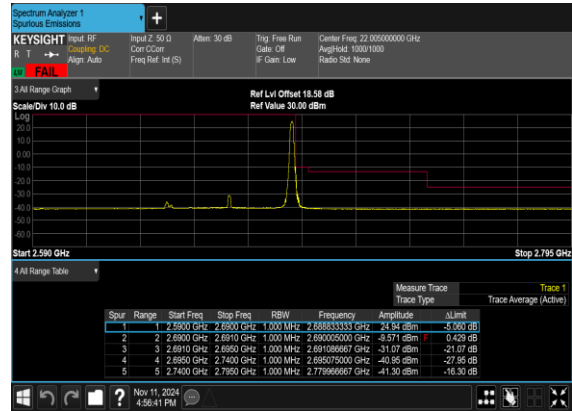 Spectrum Analyzer 1
Spurious Emissions
+
KEYSIGHT Input: RF Input Z: 50 Ω Atten: 30 dB Trig: Free Run Center Freq: 22.005000000 GHz
R T Coupling: DC Corr CCorr Gate: Off Avg|Hold: 1000/1000
Align: Auto Freq Ref: Int (S) IF Gain: Low Radio Std: None
LW FAIL
3 All Range Graph Ref Lvl Offset 18.58 dB
Scale/Div 10.0 dB Ref Value 30.00 dBm
Log
20.0
10.0
0.00
-10.0
-20.0
-30.0
-40.0
-50.0
-60.0
Start 2.590 GHz Stop 2.795 GHz
4 All Range Table
Measure Trace Trace 1
Trace Type Trace Average (Active)
Spur Range Start Freq Stop Freq RBW Frequency Amplitude ΔLimit
1 1 2.5900 GHz 2.6900 GHz 1.000 MHz 2.688833333 GHz 24.94 dBm -5.060 dB
2 2 2.6900 GHz 2.6910 GHz 1.000 MHz 2.690005000 GHz -9.571 dBm F 0.429 dB
3 3 2.6910 GHz 2.6950 GHz 1.000 MHz 2.691086667 GHz -31.07 dBm -21.07 dB
4 4 2.6950 GHz 2.7400 GHz 1.000 MHz 2.695075000 GHz -40.95 dBm -27.95 dB
5 5 2.7400 GHz 2.7950 GHz 1.000 MHz 2.779966667 GHz -41.30 dBm -16.30 dB
? Nov 11, 2024
4:56:41 PM